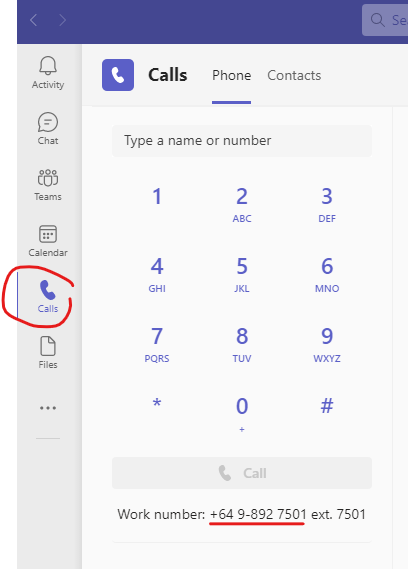 Sea
Calls Phone Contacts
Activity
Chat
Teams
Calendar
Calls
Files
Type a name or number
1 2 3
ABC DEF
4 5 6
GHI JKL MNO
7 8 9
PQRS TUV WXYZ
* 0 #
+
Call
Work number: +64 9-892 7501 ext. 7501